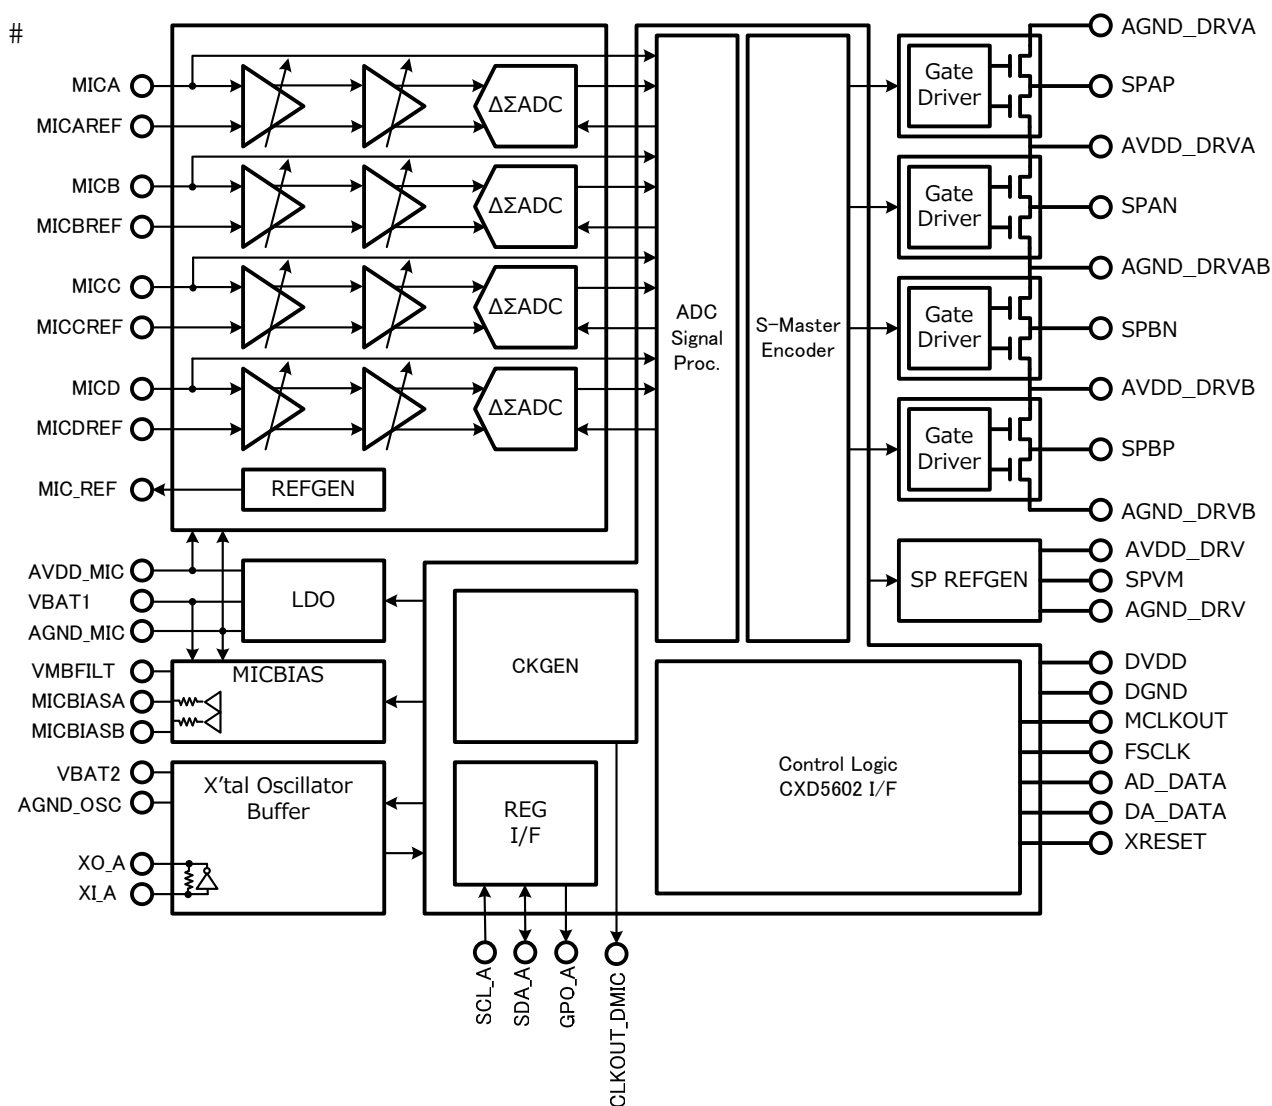 #
MICA
MICAREF
MICB
MICBREF
MICC
MICCREF
MICD
MICDREF
MIC_REF
ΔΣADC
ΔΣADC
ΔΣADC
ΔΣADC
REFGEN
ADC
Signal
Proc.
S-Master
Encoder
Gate
Driver
Gate
Driver
Gate
Driver
Gate
Driver
AGND_DRVA
SPAP
AVDD_DRVA
SPAN
AGND_DRVAB
SPBN
AVDD_DRVB
SPBP
AGND_DRVB
AVDD_MIC
VBAT1
AGND_MIC
LDO
VMBFILT
MICBIASA
MICBIASB
MICBIAS
VBAT2
AGND_OSC
XO_A
XI_A
X'tal Oscillator
Buffer
CKGEN
REG
I/F
SP REFGEN
AVDD_DRV
SPVM
AGND_DRV
Control Logic
CXD5602 I/F
DVDD
DGND
MCLKOUT
FSCLK
AD_DATA
DA_DATA
XRESET
SCL_A
SDA_A
GPO_A
CLKOUT_DMIC